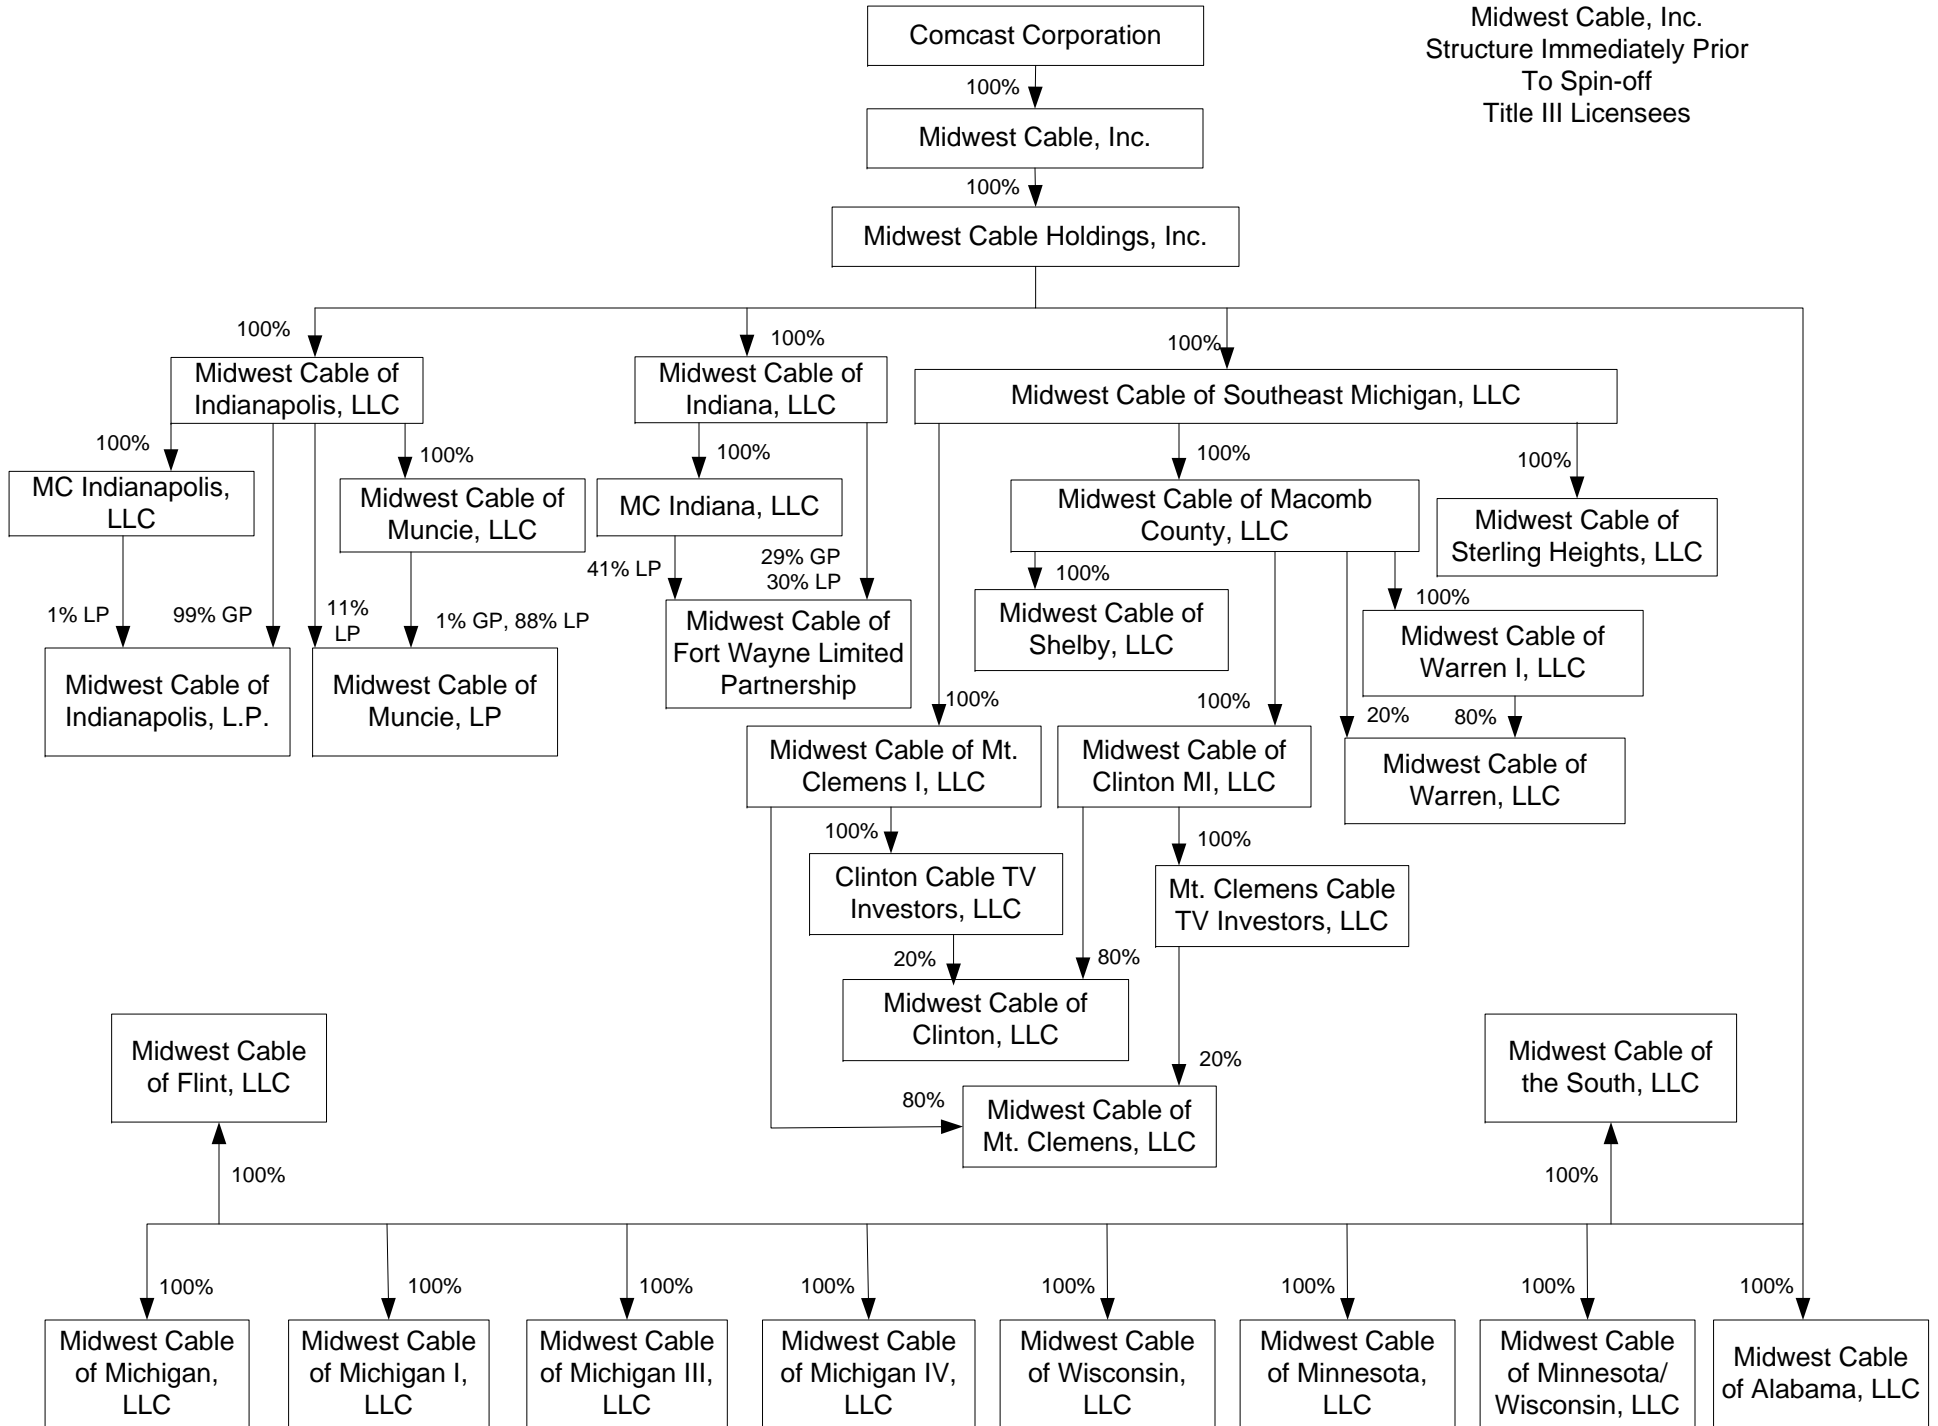 Midwest Cable, Inc.
Structure Immediately Prior
To Spin-off
Title III Licensees
Comcast Corporation
100%
Midwest Cable, Inc.
100%
Midwest Cable Holdings, Inc.
100%
100%
100%
Midwest Cable of
Indianapolis, LLC
Midwest Cable of
Indiana, LLC
Midwest Cable of Southeast Michigan, LLC
100%
100%
100%
100%
100%
MC Indianapolis,
LLC
Midwest Cable of
Muncie, LLC
MC Indiana, LLC
Midwest Cable of Macomb
County, LLC
Midwest Cable of
Sterling Heights, LLC
1% LP
99% GP
11%
LP
1% GP, 88% LP
41% LP
29% GP
30% LP
100%
100%
Midwest Cable of
Indianapolis, L.P.
Midwest Cable of
Muncie, LP
Midwest Cable of
Fort Wayne Limited
Partnership
Midwest Cable of
Shelby, LLC
Midwest Cable of
Warren I, LLC
100%
100%
20%
80%
Midwest Cable of Mt.
Clemens I, LLC
Midwest Cable of
Clinton MI, LLC
Midwest Cable of
Warren, LLC
100%
100%
Clinton Cable TV
Investors, LLC
Mt. Clemens Cable
TV Investors, LLC
20%
80%
Midwest Cable of
Clinton, LLC
20%
80%
Midwest Cable of
Mt. Clemens, LLC
Midwest Cable
of Flint, LLC
Midwest Cable of
the South, LLC
100%
100%
100%
100%
100%
100%
100%
100%
100%
100%
Midwest Cable
of Michigan,
LLC
Midwest Cable
of Michigan I,
LLC
Midwest Cable
of Michigan III,
LLC
Midwest Cable
of Michigan IV,
LLC
Midwest Cable
of Wisconsin,
LLC
Midwest Cable
of Minnesota,
LLC
Midwest Cable
of Minnesota/
Wisconsin, LLC
Midwest Cable
of Alabama, LLC